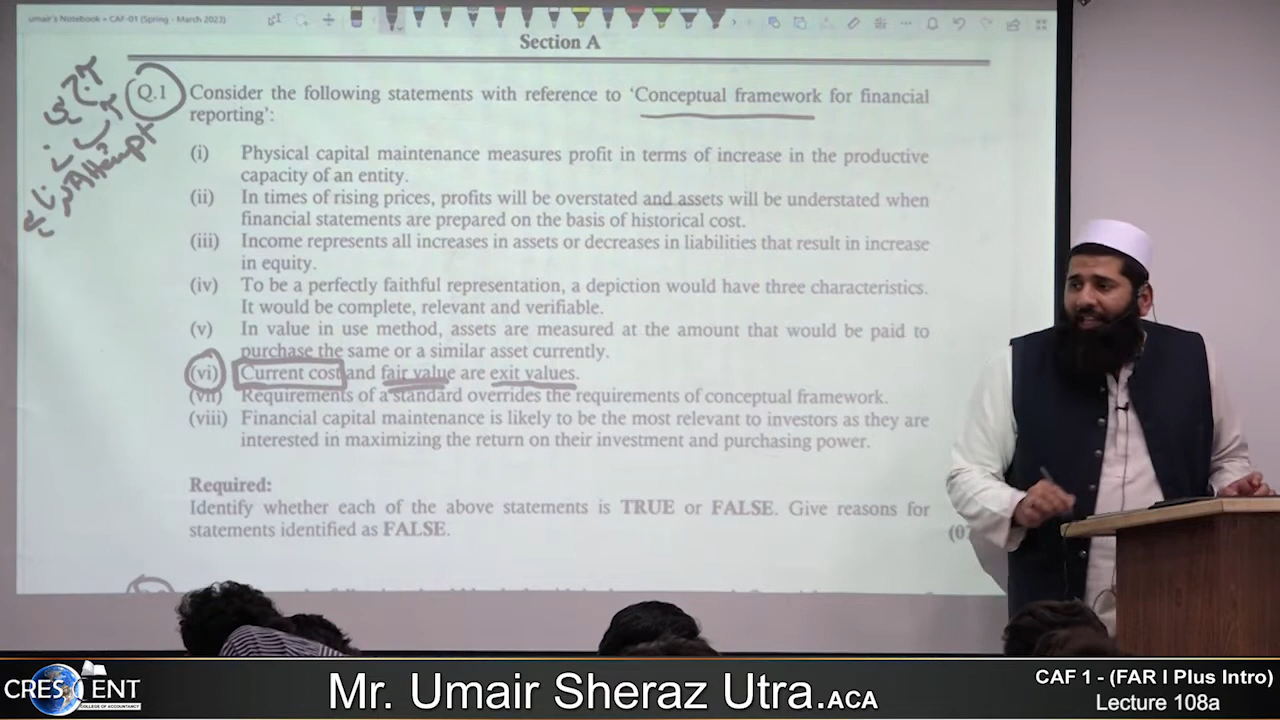 umair's Notebook » CAF-01 (Spring - March 2023)
Section A
Q.1 Consider the following statements with reference to ‘Conceptual framework for financial
reporting’:
(i) Physical capital maintenance measures profit in terms of increase in the productive
capacity of an entity.
(ii) In times of rising prices, profits will be overstated and assets will be understated when
financial statements are prepared on the basis of historical cost.
(iii) Income represents all increases in assets or decreases in liabilities that result in increase
in equity.
(iv) To be a perfectly faithful representation, a depiction would have three characteristics.
It would be complete, relevant and verifiable.
(v) In value in use method, assets are measured at the amount that would be paid to
purchase the same or a similar asset currently.
(vi) Current cost and fair value are exit values.
(vii) Requirements of a standard overrides the requirements of conceptual framework.
(viii) Financial capital maintenance is likely to be the most relevant to investors as they are
interested in maximizing the return on their investment and purchasing power.
Required:
Identify whether each of the above statements is TRUE or FALSE. Give reasons for
statements identified as FALSE.
Attempt
CRESCENT
COLLEGE OF ACCOUNTANCY
Mr. Umair Sheraz Utra.ACA
CAF 1 - (FAR I Plus Intro)
Lecture 108a